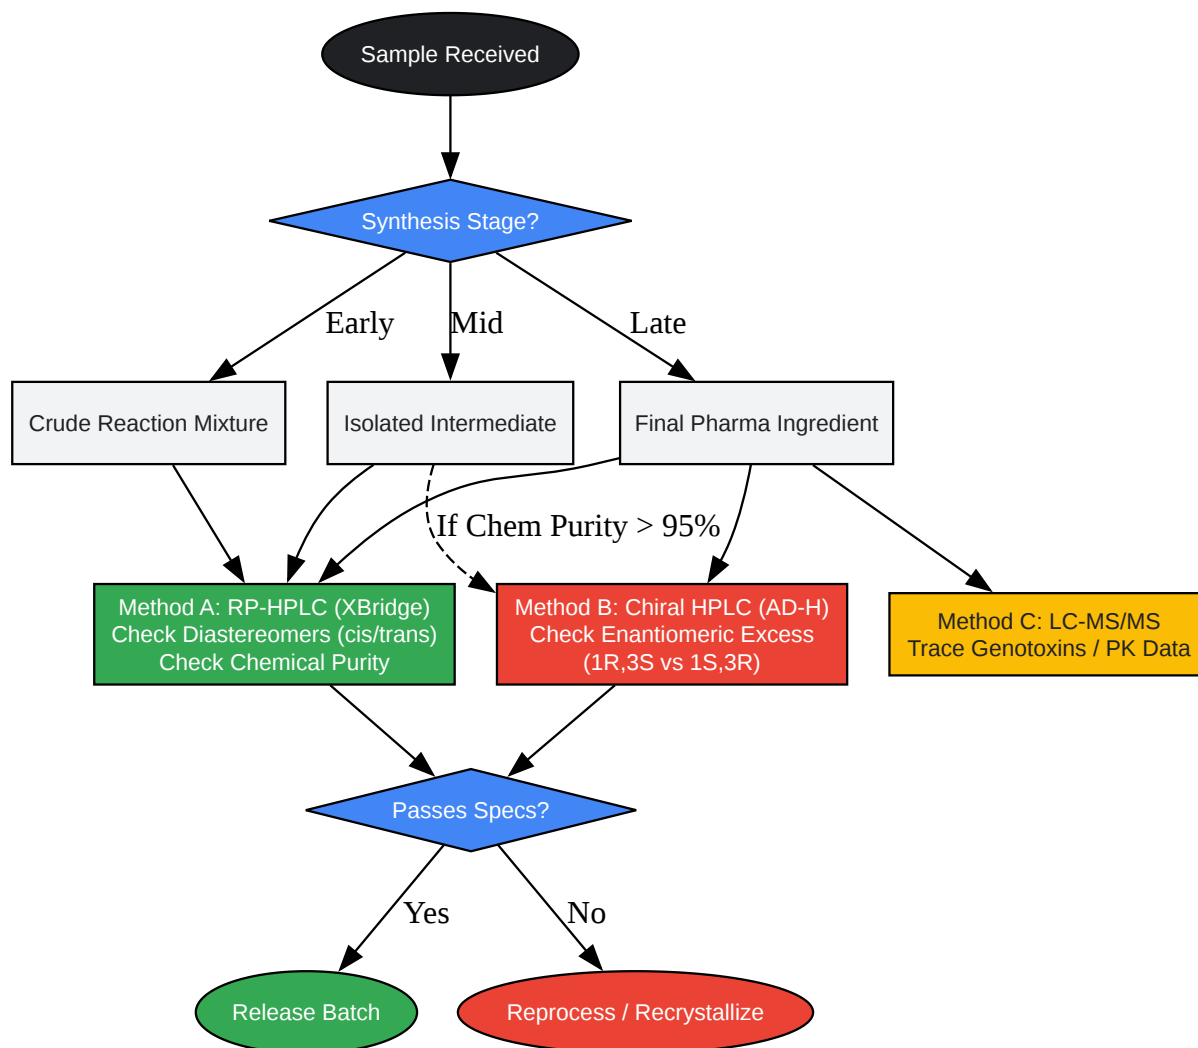 Sample Received
Synthesis Stage?
Early
Mid
Late
Crude Reaction Mixture
Isolated Intermediate
Final Pharma Ingredient
If Chem Purity > 95%
Method A: RP-HPLC (XBridge)
Check Diastereomers (cis/trans)
Check Chemical Purity
Method B: Chiral HPLC (AD-H)
Check Enantiomeric Excess
(1R,3S vs 1S,3R)
Method C: LC-MS/MS
Trace Genotoxins / PK Data
Passes Specs?
Yes
No
Release Batch
Reprocess / Recrystallize